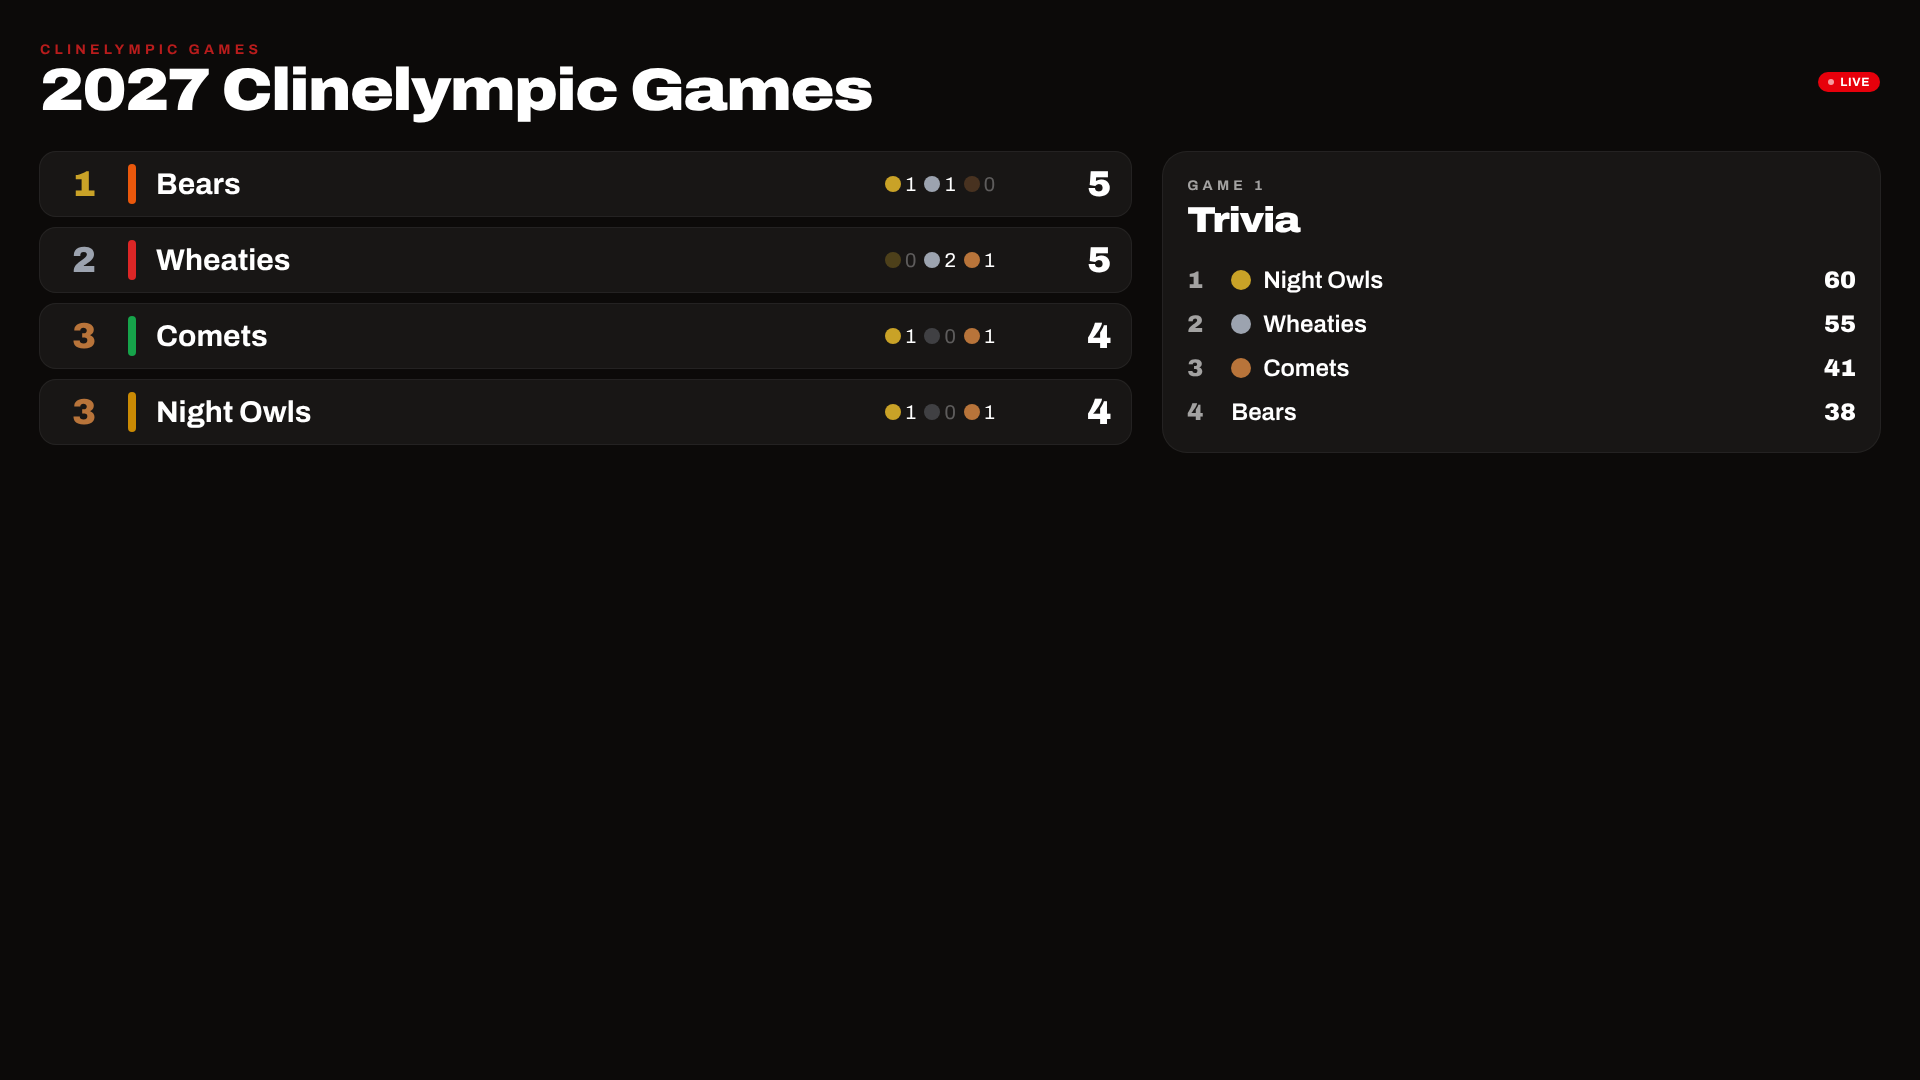 CLINELYMPIC GAMES
2027 Clinelympic Games
LIVE
1 Bears 1 1 0 5
2 Wheaties 0 2 1 5
3 Comets 1 0 1 4
3 Night Owls 1 0 1 4
GAME 1
Trivia
1 Night Owls 60
2 Wheaties 55
3 Comets 41
4 Bears 38